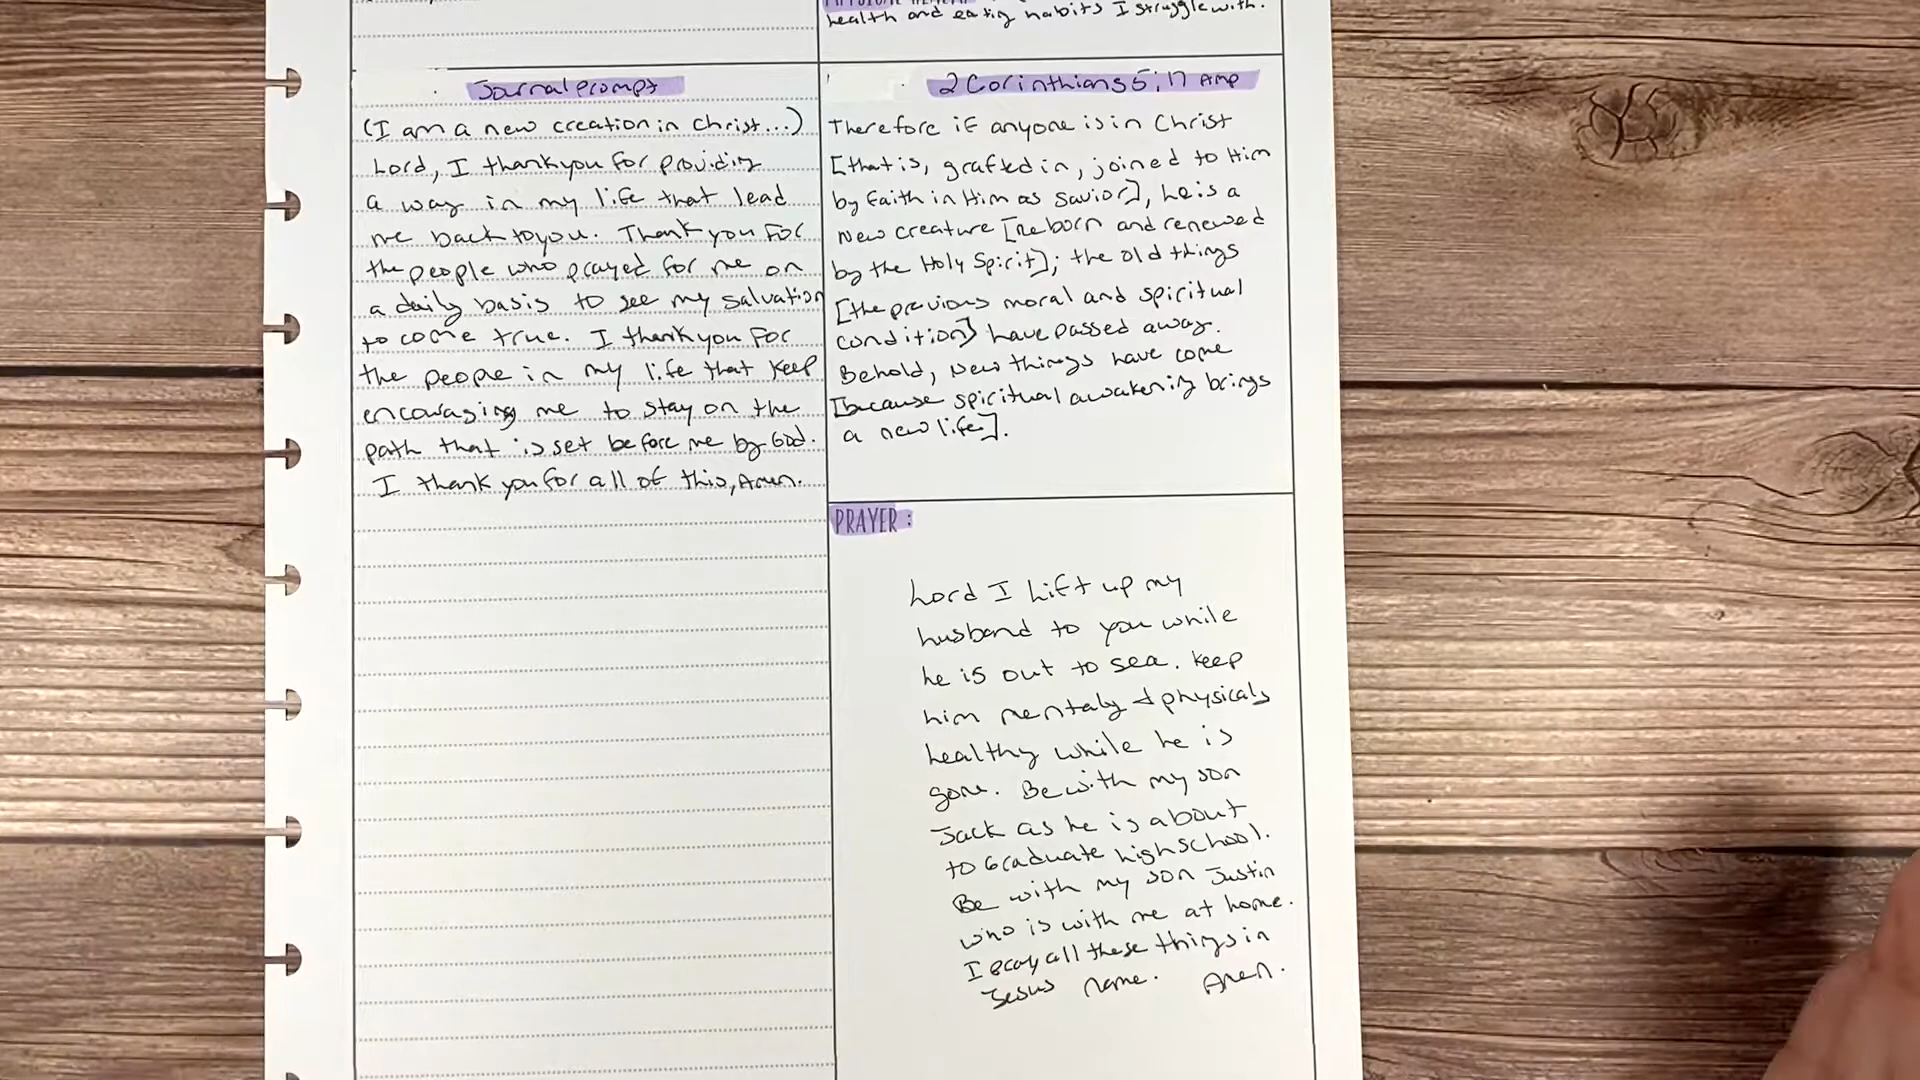 health and eating habits I struggle with.
Journal prompt
(I am a new creation in Christ...)
Lord, I thank you for providing
a way in my life that lead
me back to you. Thank you For
the people who prayed for me on
a daily basis to see my salvation
to come true. I thank you For
the people in my life that keep
encouraging me to stay on the
path that is set before me by God.
I thank you for all of this, Amen.
2 Corinthians 5:17 AMP
Therefore if anyone is in Christ
[that is, grafted in, joined to Him
by Faith in Him as Savior], he is a
New creature [reborn and renewed
by the Holy Spirit]; the old things
[the previous moral and spiritual
condition] have passed away.
Behold, New things have come
[because spiritual awakening brings
a new life].
PRAYER:
Lord I Lift up my
husband to you while
he is out to sea. Keep
him mentaly + physicaly
healthy while he is
gone. Be with my son
Jack as he is about
to Graduate highschool.
Be with my son Justin
who is with me at home.
I pray all these things in
Jesus name. Amen.